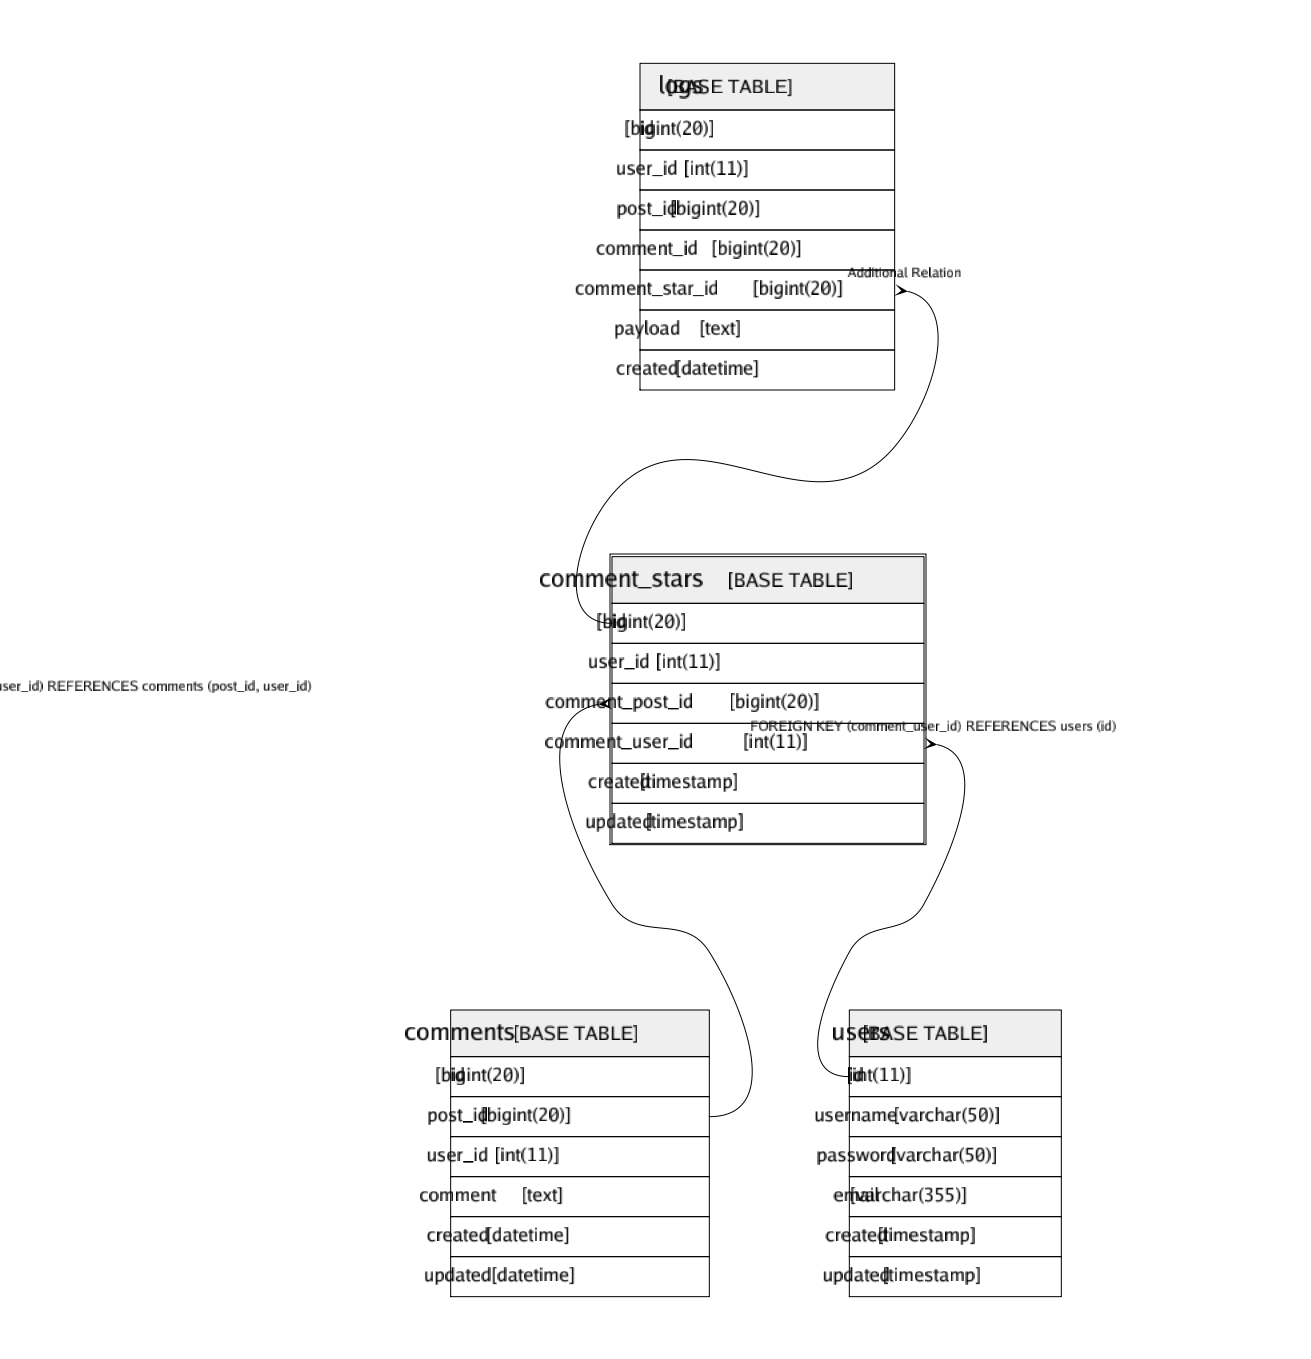 logs [BASE TABLE]
id [bigint(20)]
user_id [int(11)]
post_id [bigint(20)]
comment_id [bigint(20)]
Additional Relation
comment_star_id [bigint(20)]
payload [text]
created [datetime]
comment_stars [BASE TABLE]
id [bigint(20)]
user_id [int(11)]
user_id) REFERENCES comments (post_id, user_id)
comment_post_id [bigint(20)]
FOREIGN KEY (comment_user_id) REFERENCES users (id)
comment_user_id [int(11)]
created [timestamp]
updated [timestamp]
comments [BASE TABLE]
id [bigint(20)]
post_id [bigint(20)]
user_id [int(11)]
comment [text]
created [datetime]
updated [datetime]
users [BASE TABLE]
id [int(11)]
username [varchar(50)]
password [varchar(50)]
email [varchar(355)]
created [timestamp]
updated [timestamp]